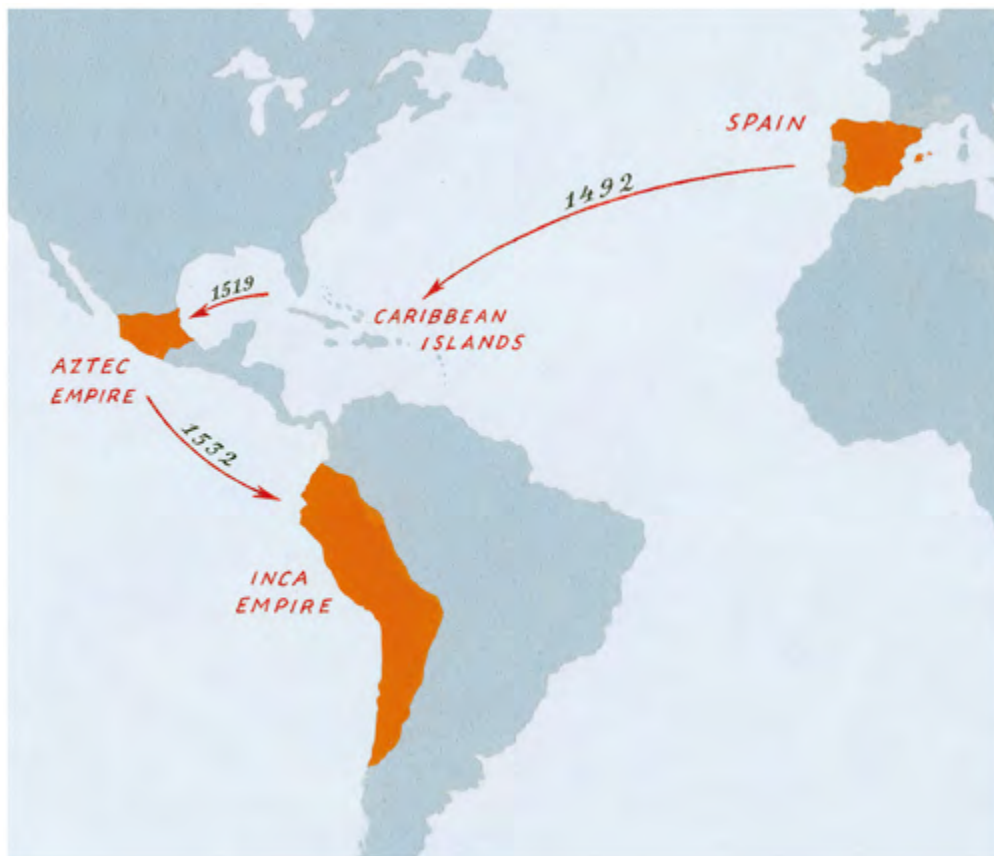 SPAIN
1492
1519
CARIBBEAN
ISLANDS
AZTEC
EMPIRE
1532
INCA
EMPIRE